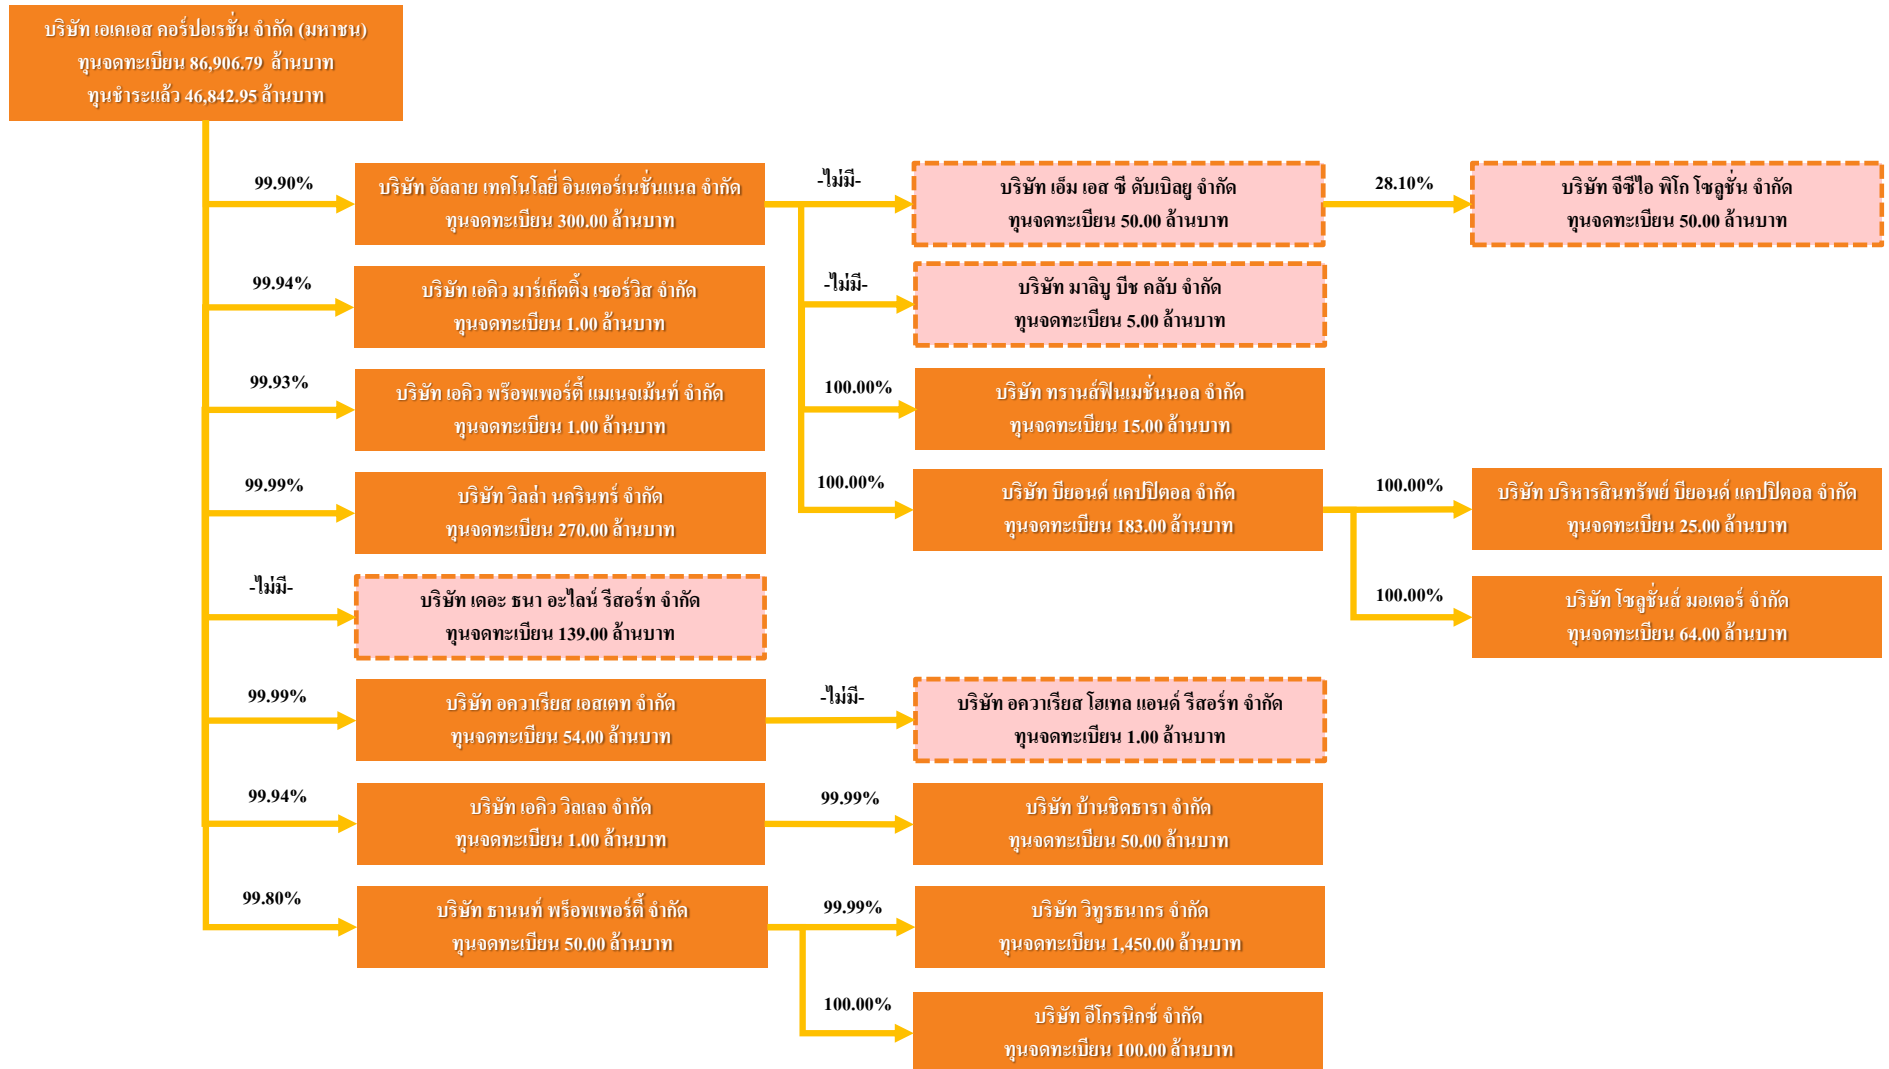 บริษัท เอเคเอส คอร์ปอเรชั่น จำกัด (มหาชน)
ทุนจดทะเบียน 86,906.79 ล้านบาท
ทุนชำระแล้ว 46,842.95 ล้านบาท
99.90%
บริษัท อัลลาย เทคโนโลยี่ อินเตอร์เนชั่นแนล จำกัด
ทุนจดทะเบียน 300.00 ล้านบาท
-ไม่มี-
บริษัท เอ็ม เอส ซี ดับเบิลยู จำกัด
ทุนจดทะเบียน 50.00 ล้านบาท
28.10%
บริษัท จีซีไอ พิโก โซลูชั่น จำกัด
ทุนจดทะเบียน 50.00 ล้านบาท
99.94%
บริษัท เอคิว มาร์เก็ตติ้ง เซอร์วิส จำกัด
ทุนจดทะเบียน 1.00 ล้านบาท
-ไม่มี-
บริษัท มาลิบู บีช คลับ จำกัด
ทุนจดทะเบียน 5.00 ล้านบาท
99.93%
บริษัท เอคิว พร๊อพเพอร์ตี้ แมเนจเม้นท์ จำกัด
ทุนจดทะเบียน 1.00 ล้านบาท
100.00%
บริษัท ทรานส์ฟินเมชั่นนอล จำกัด
ทุนจดทะเบียน 15.00 ล้านบาท
99.99%
บริษัท วิลล่า นครินทร์ จำกัด
ทุนจดทะเบียน 270.00 ล้านบาท
100.00%
บริษัท บียอนด์ แคปปิตอล จำกัด
ทุนจดทะเบียน 183.00 ล้านบาท
100.00%
บริษัท บริหารสินทรัพย์ บียอนด์ แคปปิตอล จำกัด
ทุนจดทะเบียน 25.00 ล้านบาท
-ไม่มี-
บริษัท เดอะ ธนา อะไลน์ รีสอร์ท จำกัด
ทุนจดทะเบียน 139.00 ล้านบาท
100.00%
บริษัท โซลูชั่นส์ มอเตอร์ จำกัด
ทุนจดทะเบียน 64.00 ล้านบาท
99.99%
บริษัท อควาเรียส เอสเตท จำกัด
ทุนจดทะเบียน 54.00 ล้านบาท
-ไม่มี-
บริษัท อควาเรียส โฮเทล แอนด์ รีสอร์ท จำกัด
ทุนจดทะเบียน 1.00 ล้านบาท
99.94%
บริษัท เอคิว วิลเลจ จำกัด
ทุนจดทะเบียน 1.00 ล้านบาท
99.99%
บริษัท บ้านชิดธารา จำกัด
ทุนจดทะเบียน 50.00 ล้านบาท
99.80%
บริษัท ธานนท์ พร็อพเพอร์ตี้ จำกัด
ทุนจดทะเบียน 50.00 ล้านบาท
99.99%
บริษัท วิทูรธนากร จำกัด
ทุนจดทะเบียน 1,450.00 ล้านบาท
100.00%
บริษัท อีโกรนิกซ์ จำกัด
ทุนจดทะเบียน 100.00 ล้านบาท